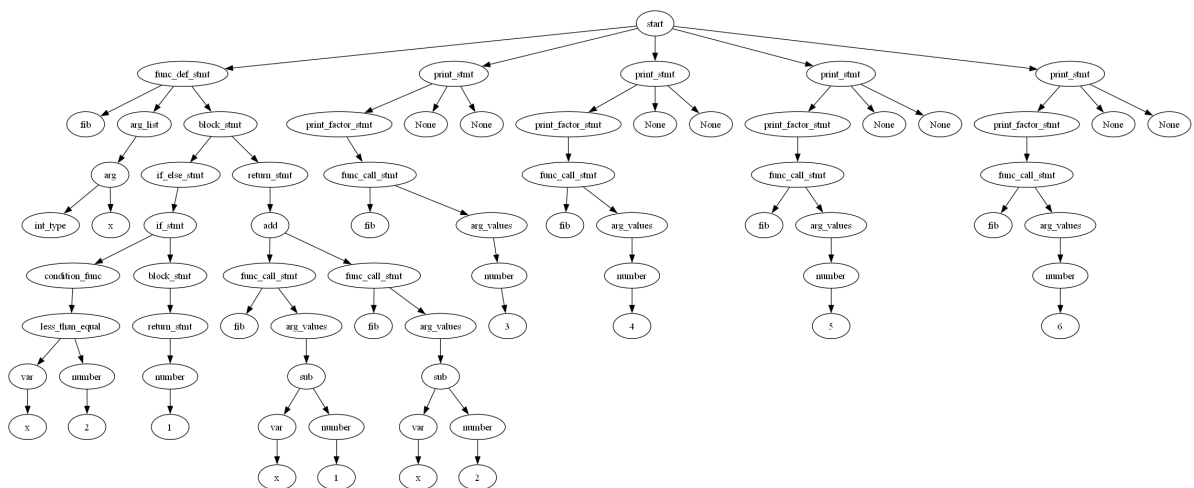 start
func_def_stmt print_stmt print_stmt print_stmt print_stmt
fib arg_list block_stmt print_factor_stmt None None print_factor_stmt None None print_factor_stmt None None print_factor_stmt None None
arg if_else_stmt return_stmt func_call_stmt func_call_stmt func_call_stmt func_call_stmt
int_type x if_stmt add fib arg_values fib arg_values fib arg_values fib arg_values
condition_func block_stmt func_call_stmt func_call_stmt number number number number
less_than_equal return_stmt fib arg_values fib arg_values 3 4 5 6
var number number sub sub
x 2 1 var number var number
x 1 x 2